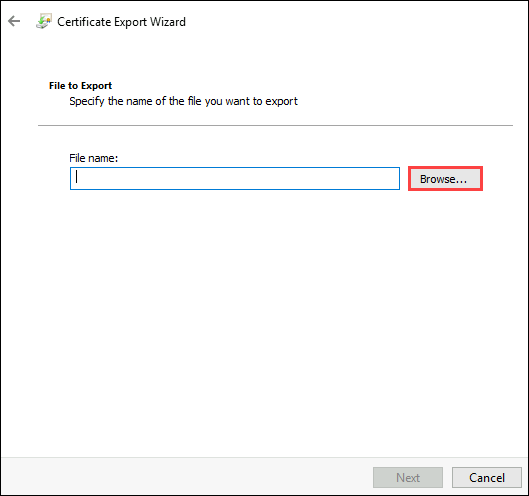 Certificate Export Wizard
File to Export
Specify the name of the file you want to export
File name:
Browse...
Next
Cancel